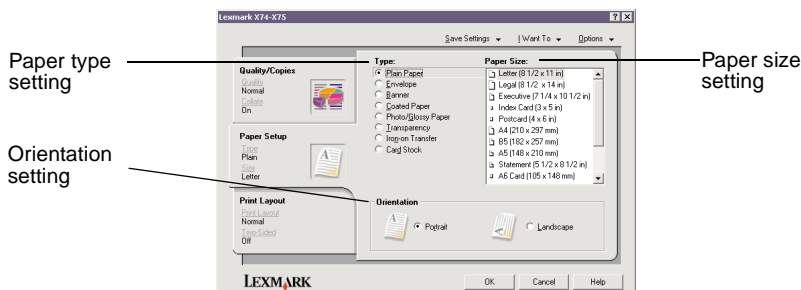 Lexmark X74-X75
Save Settings
I Want To
Options
Paper type
setting
Orientation
setting
Paper size
setting
Quality/Copies
Quality
Normal
Collate
On
Paper Setup
Type
Plain
Size
Letter
Print Layout
Print Layout
Normal
Two-Sided
Off
Type:
Plain Paper
Envelope
Banner
Coated Paper
Photo/Glossy Paper
Transparency
Iron-on Transfer
Card Stock
Paper Size:
Letter (8 1/2 x 11 in)
Legal (8 1/2 x 14 in)
Executive (7 1/4 x 10 1/2 in)
Index Card (3 x 5 in)
Postcard (4 x 6 in)
A4 (210 x 297 mm)
B5 (182 x 257 mm)
A5 (148 x 210 mm)
Statement (5 1/2 x 8 1/2 in)
A6 Card (105 x 148 mm)
Orientation
Portrait
Landscape
LEXMARK
OK
Cancel
Help